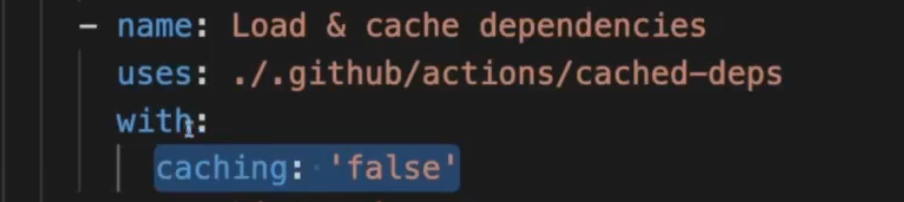 - name: Load & cache dependencies
uses: ./.github/actions/cached-deps
with:
caching: 'false'